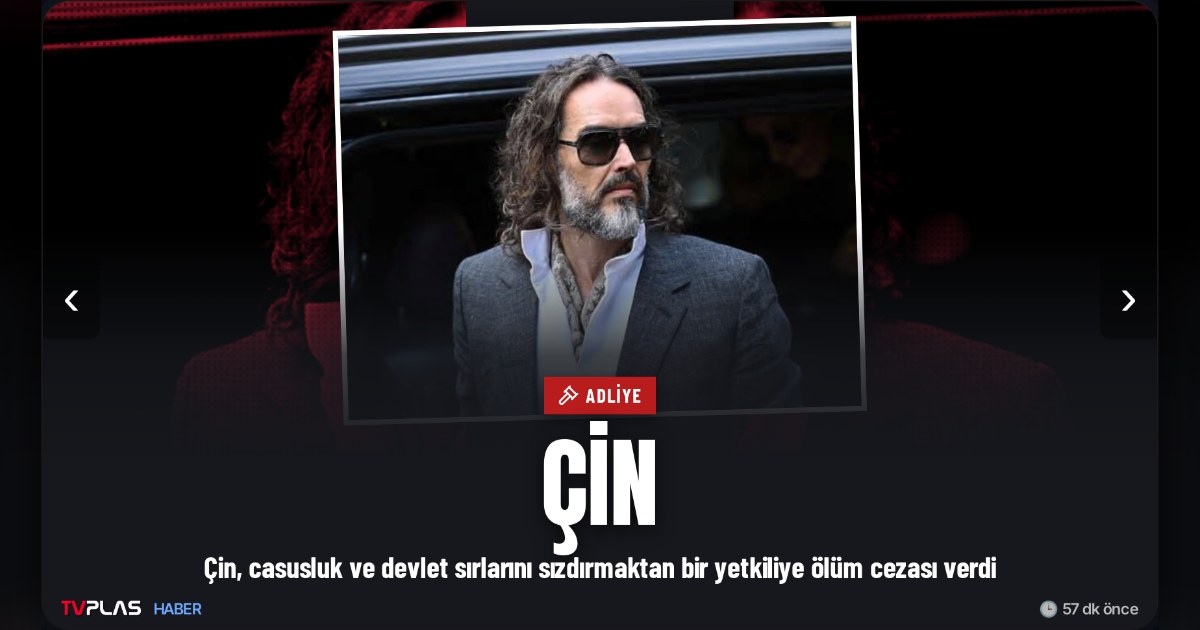 ADLİYE
ÇİN
Çin, casusluk ve devlet sırlarını sızdırmaktan bir yetkiliye ölüm cezası verdi
TVPLAS HABER
57 dk önce